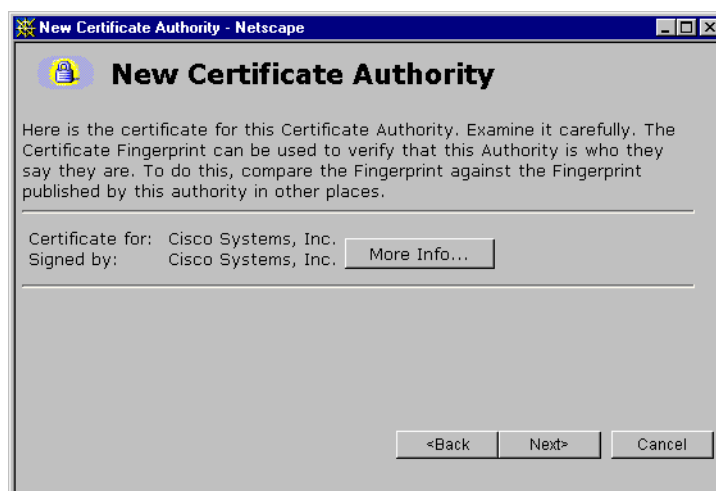 New Certificate Authority - Netscape
New Certificate Authority
Here is the certificate for this Certificate Authority. Examine it carefully. The
Certificate Fingerprint can be used to verify that this Authority is who they
say they are. To do this, compare the Fingerprint against the Fingerprint
published by this authority in other places.
Certificate for: Cisco Systems, Inc.
Signed by: Cisco Systems, Inc.
More Info...
<Back Next> Cancel